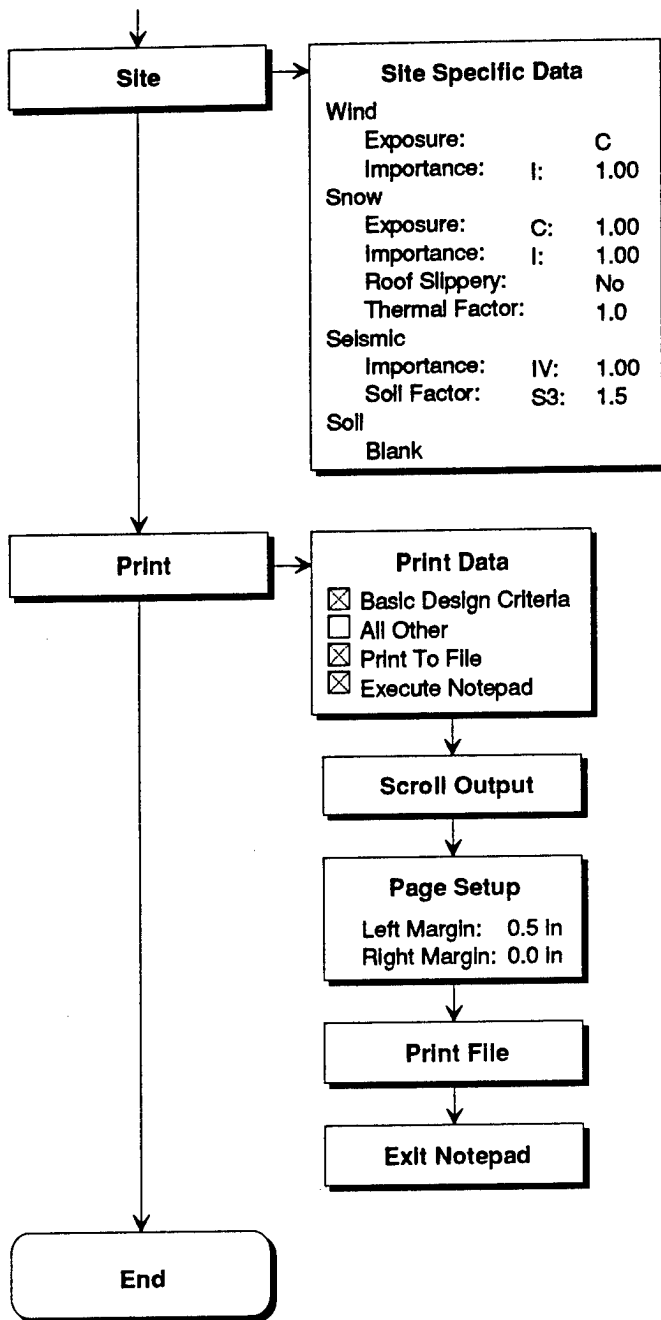 Site
Site Specific Data
Wind
Exposure: C
Importance: I: 1.00
Snow
Exposure: C: 1.00
Importance: I: 1.00
Roof Slippery: No
Thermal Factor: 1.0
Seismic
Importance: IV: 1.00
Soil Factor: S3: 1.5
Soil
Blank
Print
Print Data
Basic Design Criteria
All Other
Print To File
Execute Notepad
Scroll Output
Page Setup
Left Margin: 0.5 in
Right Margin: 0.0 in
Print File
Exit Notepad
End